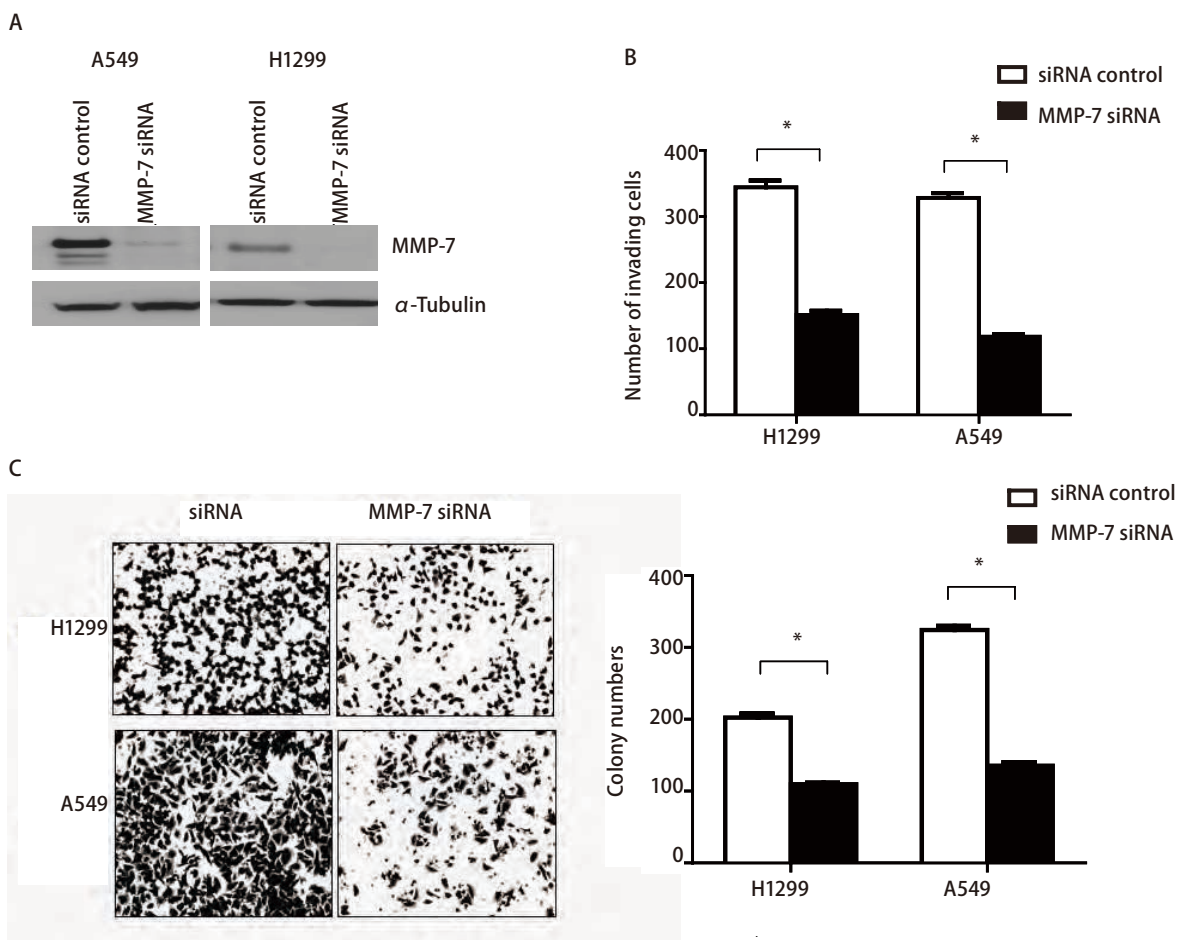 A
A549
H1299
siRNA control
MMP-7 siRNA
siRNA control
MMP-7 siRNA
MMP-7
α-Tubulin
B
siRNA control
MMP-7 siRNA
*
*
Number of invading cells
400
300
200
100
0
H1299
A549
C
siRNA
MMP-7 siRNA
H1299
A549
siRNA control
MMP-7 siRNA
*
*
Colony numbers
400
300
200
100
0
H1299
A549